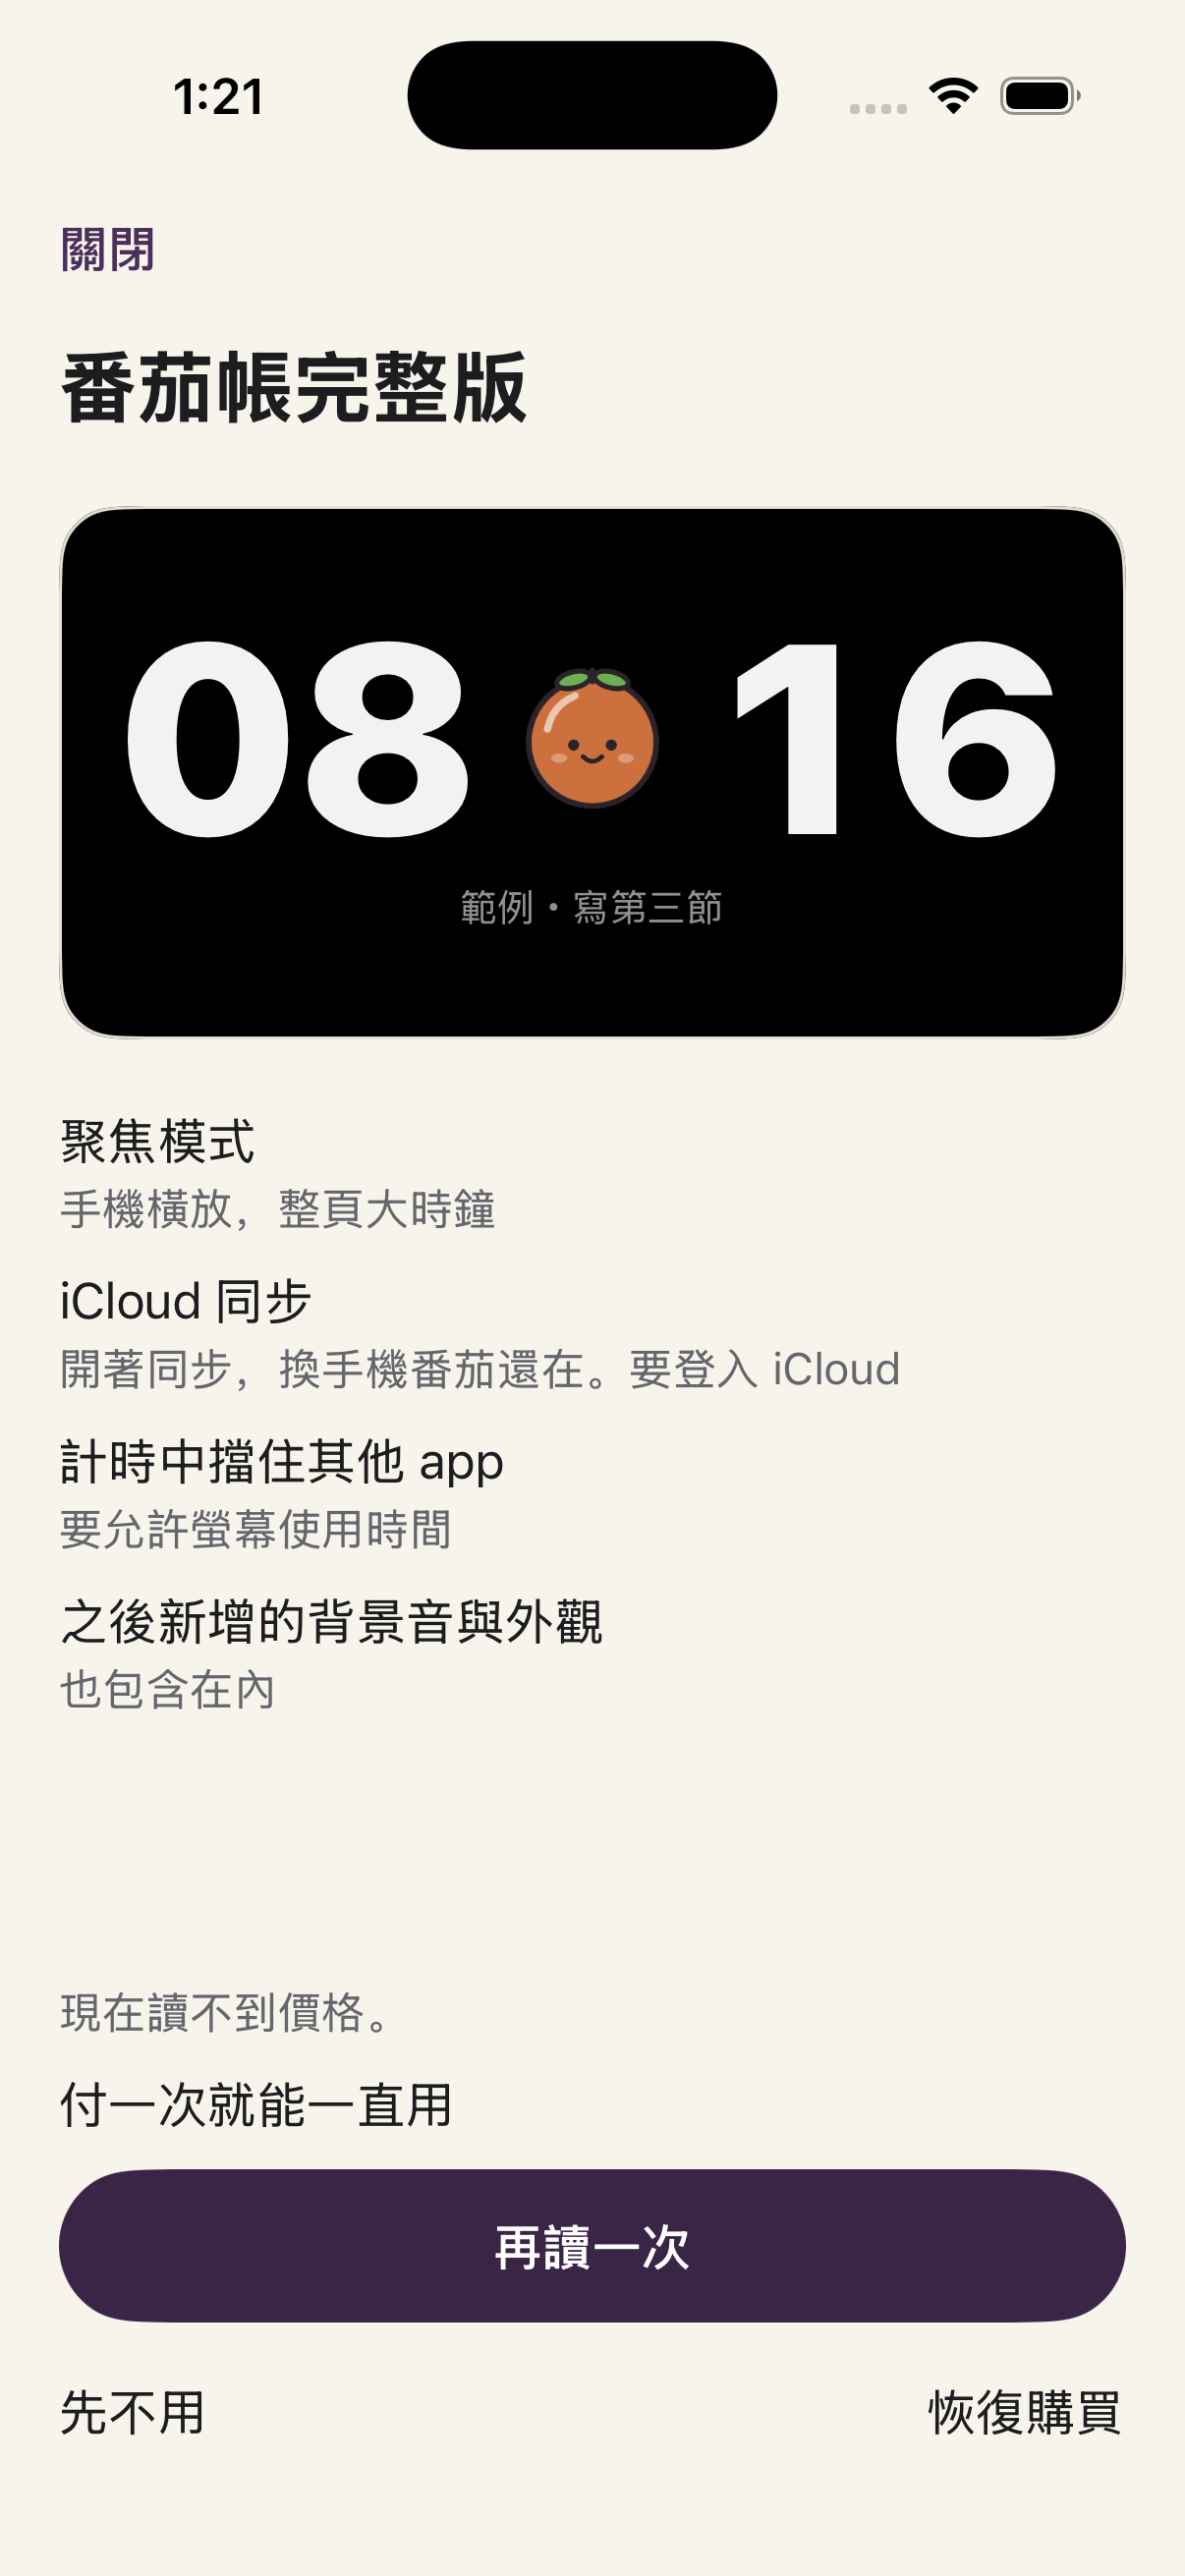 1:21
關閉
番茄帳完整版
08 16
範例・寫第三節
聚焦模式
手機橫放，整頁大時鐘
iCloud 同步
開著同步，換手機番茄還在。要登入 iCloud
計時中擋住其他 app
要允許螢幕使用時間
之後新增的背景音與外觀
也包含在內
現在讀不到價格。
付一次就能一直用
再讀一次
先不用
恢復購買